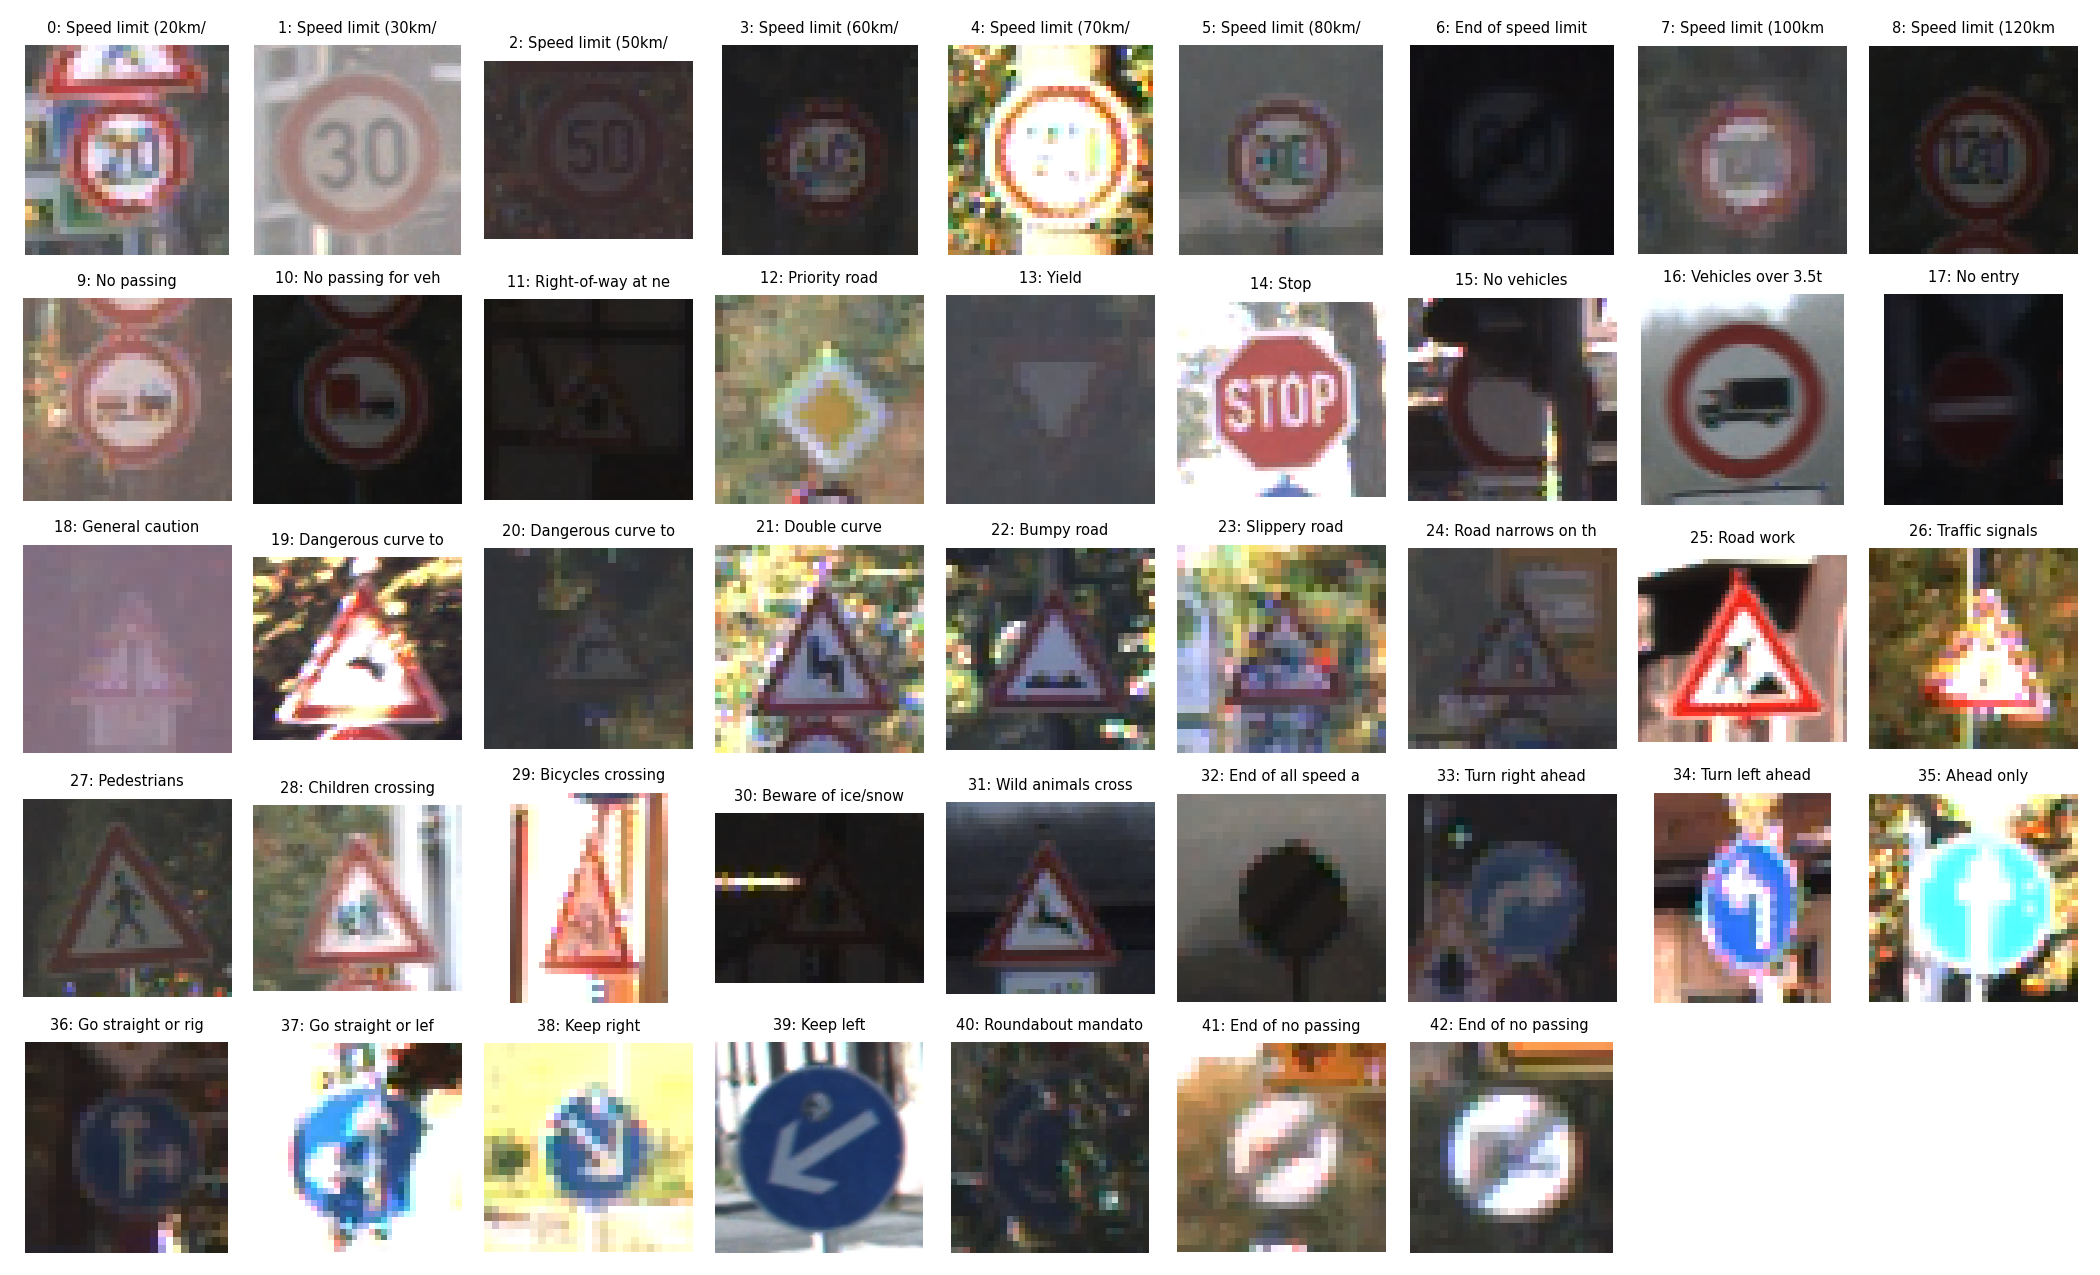 0: Speed limit (20km/
1: Speed limit (30km/
2: Speed limit (50km/
3: Speed limit (60km/
4: Speed limit (70km/
5: Speed limit (80km/
6: End of speed limit
7: Speed limit (100km
8: Speed limit (120km
20
30
50
120
9: No passing
10: No passing for veh
11: Right-of-way at ne
12: Priority road
13: Yield
14: Stop
15: No vehicles
16: Vehicles over 3.5t
17: No entry
STOP
18: General caution
19: Dangerous curve to
20: Dangerous curve to
21: Double curve
22: Bumpy road
23: Slippery road
24: Road narrows on th
25: Road work
26: Traffic signals
27: Pedestrians
28: Children crossing
29: Bicycles crossing
30: Beware of ice/snow
31: Wild animals cross
32: End of all speed a
33: Turn right ahead
34: Turn left ahead
35: Ahead only
36: Go straight or rig
37: Go straight or lef
38: Keep right
39: Keep left
40: Roundabout mandato
41: End of no passing
42: End of no passing